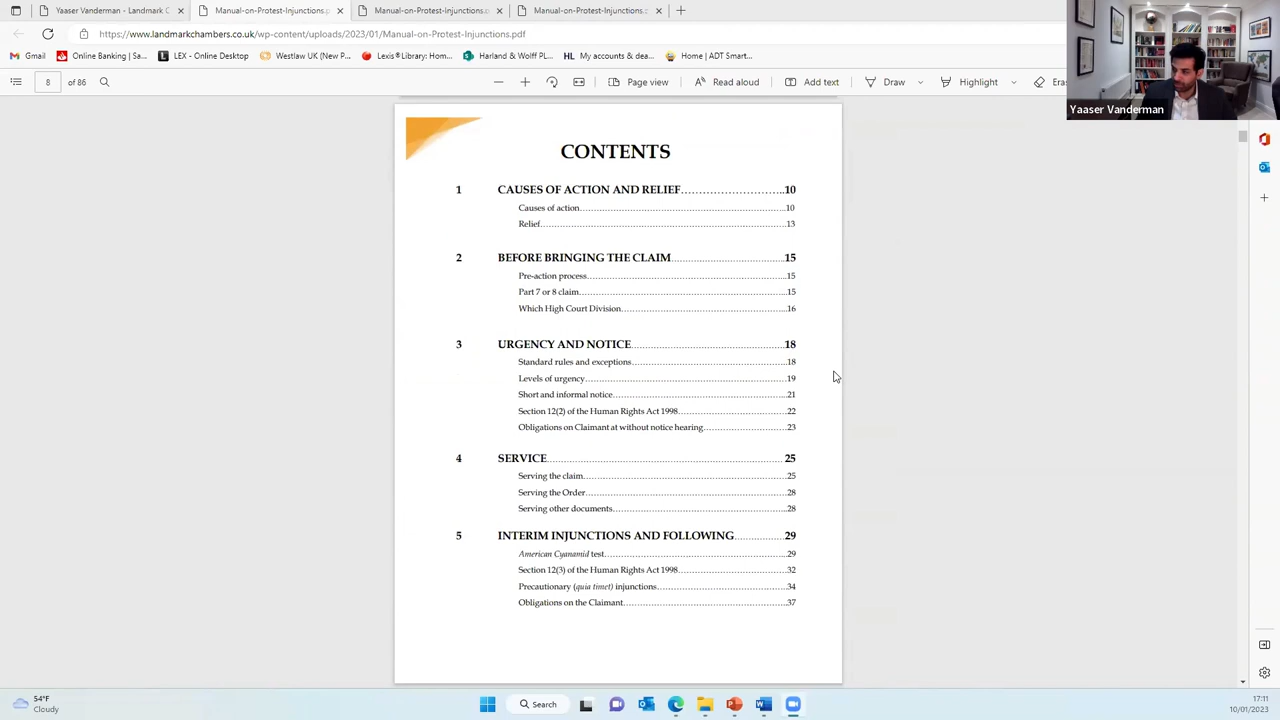 Yaaser Vanderman - Landmark C
Manual-on-Protest-Injunctions.p
Manual-on-Protest-Injunctions.c
Manual-on-Protest-Injunctions.p
https://www.landmarkchambers.co.uk/wp-content/uploads/2023/01/Manual-on-Protest-Injunctions.pdf
Gmail
Online Banking | Sa...
LEX - Online Desktop
Westlaw UK (New P...
Lexis®Library: Hom...
Harland & Wolff PL...
HL My accounts & dea...
Home | ADT Smart...
8 of 86
Page view
Read aloud
Add text
Draw
Highlight
Eras
Yaaser Vanderman
CONTENTS
1 CAUSES OF ACTION AND RELIEF...........................10
Causes of action...........................10
Relief...........................13
2 BEFORE BRINGING THE CLAIM...........................15
Pre-action process...........................15
Part 7 or 8 claim...........................15
Which High Court Division...........................16
3 URGENCY AND NOTICE...........................18
Standard rules and exceptions...........................18
Levels of urgency...........................19
Short and informal notice...........................21
Section 12(2) of the Human Rights Act 1998...........................22
Obligations on Claimant at without notice hearing...........................23
4 SERVICE...........................25
Serving the claim...........................25
Serving the Order...........................28
Serving other documents...........................28
5 INTERIM INJUNCTIONS AND FOLLOWING...........................29
American Cyanamid test...........................29
Section 12(3) of the Human Rights Act 1998...........................32
Precautionary (quia timet) injunctions...........................34
Obligations on the Claimant...........................37
54°F
Cloudy
Search
17:11
10/01/2023